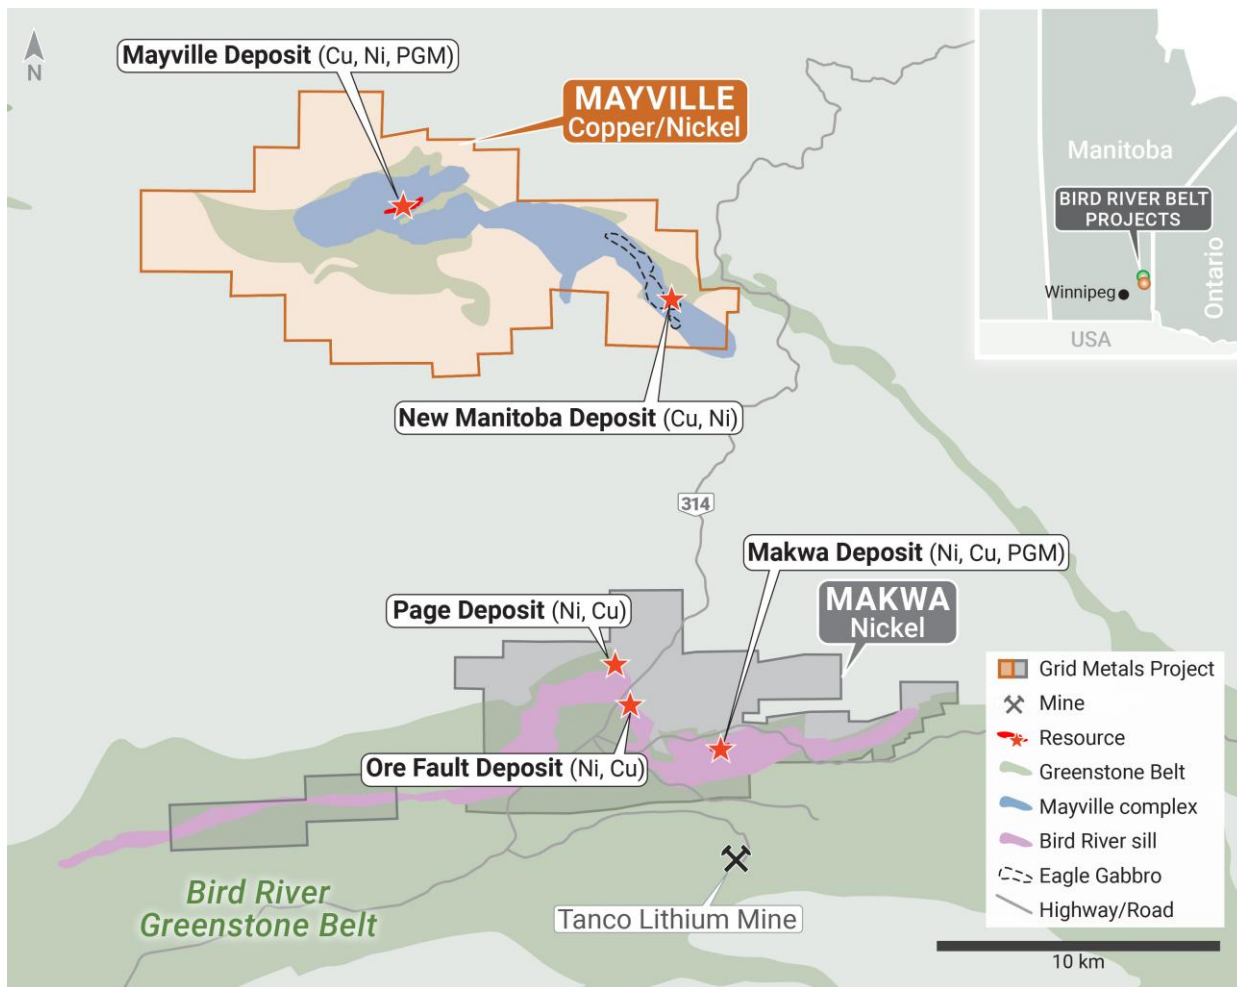 N
Mayville Deposit (Cu, Ni, PGM)
MAYVILLE
Copper/Nickel
Manitoba
BIRD RIVER BELT
PROJECTS
Ontario
Winnipeg
USA
New Manitoba Deposit (Cu, Ni)
314
Makwa Deposit (Ni, Cu, PGM)
Page Deposit (Ni, Cu)
MAKWA
Nickel
Ore Fault Deposit (Ni, Cu)
Grid Metals Project
Mine
Resource
Greenstone Belt
Mayville complex
Bird River sill
Eagle Gabbro
Highway/Road
Bird River
Greenstone Belt
Tanco Lithium Mine
10 km